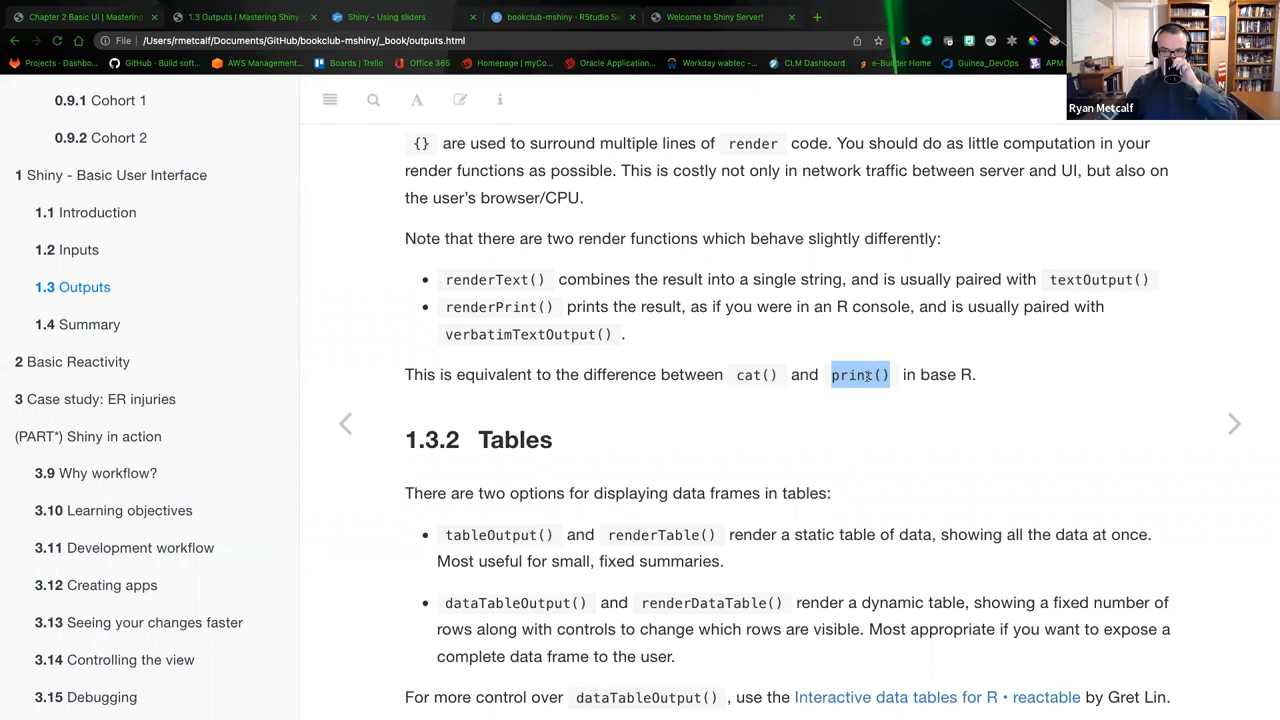 Chapter 2 Basic UI | Mastering
1.3 Outputs | Mastering Shiny
Shiny - Using sliders
bookclub-mshiny - RStudio Se
Welcome to Shiny Server!
File /Users/rmetcalf/Documents/GitHub/bookclub-mshiny/_book/outputs.html
Projects · Dashbo... GitHub · Build soft... AWS Management... Boards | Trello Office 365 Homepage | myCo... Oracle Application... Workday wabtec -... CLM Dashboard e-Builder Home Guinea_DevOps APM
Ryan Metcalf
0.9.1 Cohort 1
0.9.2 Cohort 2
1 Shiny - Basic User Interface
1.1 Introduction
1.2 Inputs
1.3 Outputs
1.4 Summary
2 Basic Reactivity
3 Case study: ER injuries
(PART*) Shiny in action
3.9 Why workflow?
3.10 Learning objectives
3.11 Development workflow
3.12 Creating apps
3.13 Seeing your changes faster
3.14 Controlling the view
3.15 Debugging
{} are used to surround multiple lines of render code. You should do as little computation in your
render functions as possible. This is costly not only in network traffic between server and UI, but also on
the user's browser/CPU.
Note that there are two render functions which behave slightly differently:
• renderText() combines the result into a single string, and is usually paired with textOutput()
• renderPrint() prints the result, as if you were in an R console, and is usually paired with
verbatimTextOutput() .
This is equivalent to the difference between cat() and print() in base R.
1.3.2 Tables
There are two options for displaying data frames in tables:
• tableOutput() and renderTable() render a static table of data, showing all the data at once.
Most useful for small, fixed summaries.
• dataTableOutput() and renderDataTable() render a dynamic table, showing a fixed number of
rows along with controls to change which rows are visible. Most appropriate if you want to expose a
complete data frame to the user.
For more control over dataTableOutput() , use the Interactive data tables for R • reactable by Gret Lin.